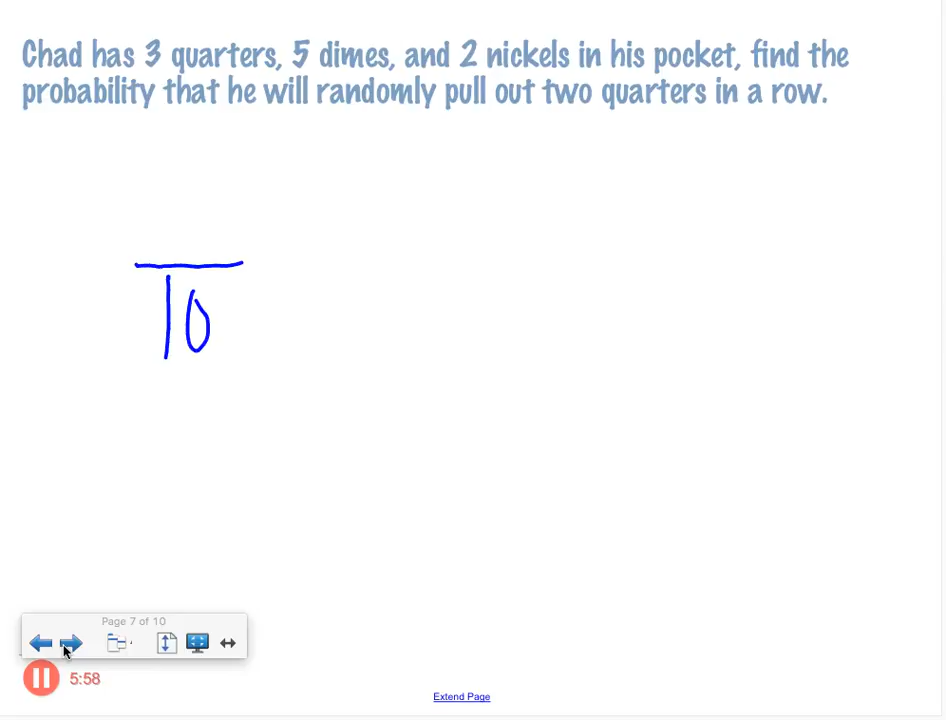 Chad has 3 quarters, 5 dimes, and 2 nickels in his pocket, find the
probability that he will randomly pull out two quarters in a row.
10
Page 7 of 10
5:58
Extend Page